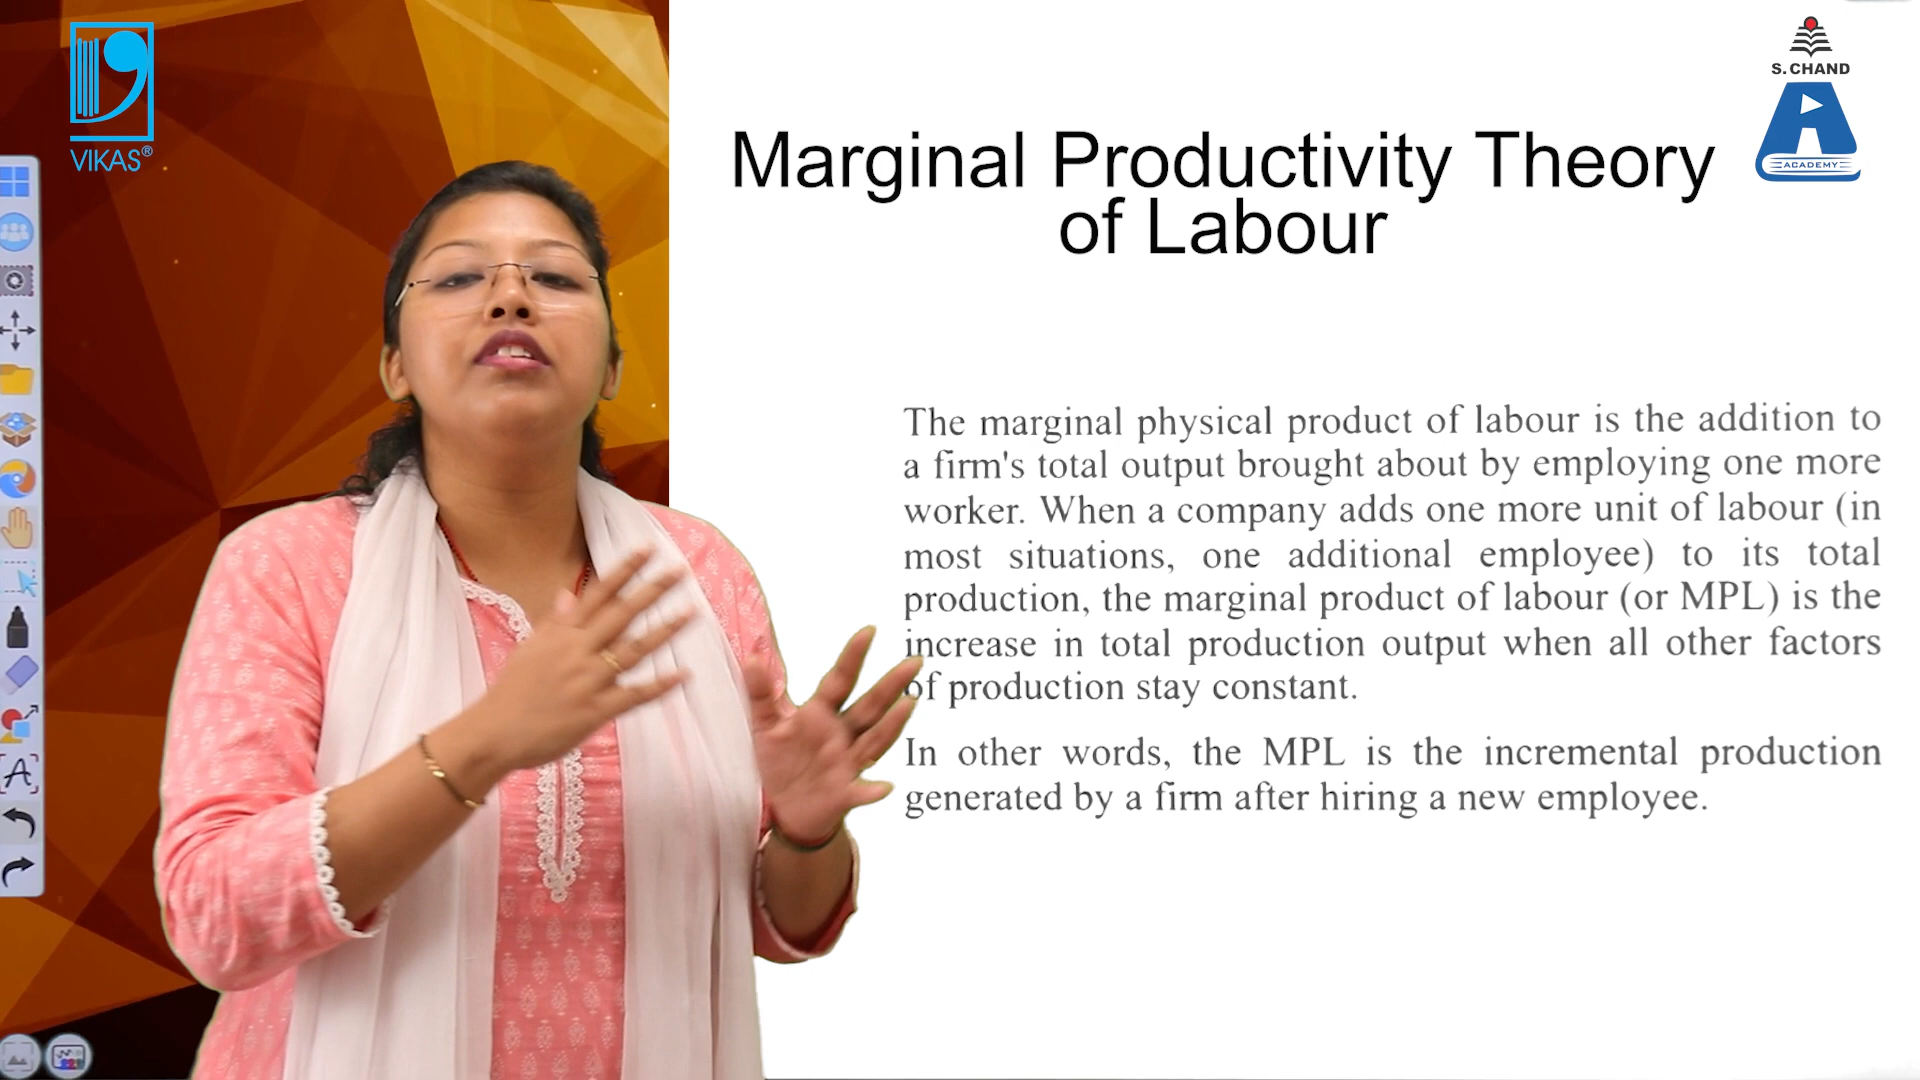 VIKAS®
S. CHAND
ACADEMY
Marginal Productivity Theory
of Labour
The marginal physical product of labour is the addition to
a firm's total output brought about by employing one more
worker. When a company adds one more unit of labour (in
most situations, one additional employee) to its total
production, the marginal product of labour (or MPL) is the
increase in total production output when all other factors
of production stay constant.
In other words, the MPL is the incremental production
generated by a firm after hiring a new employee.